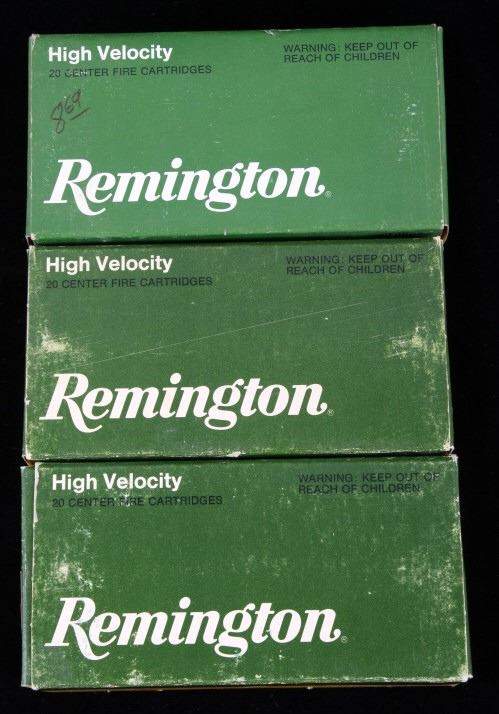 High Velocity
20 CENTER FIRE CARTRIDGES
WARNING: KEEP OUT OF
REACH OF CHILDREN
869
Remington®
High Velocity
20 CENTER FIRE CARTRIDGES
WARNING: KEEP OUT OF
REACH OF CHILDREN
Remington®
High Velocity
20 CENTER FIRE CARTRIDGES
WARNING: KEEP OUT OF
REACH OF CHILDREN
Remington®